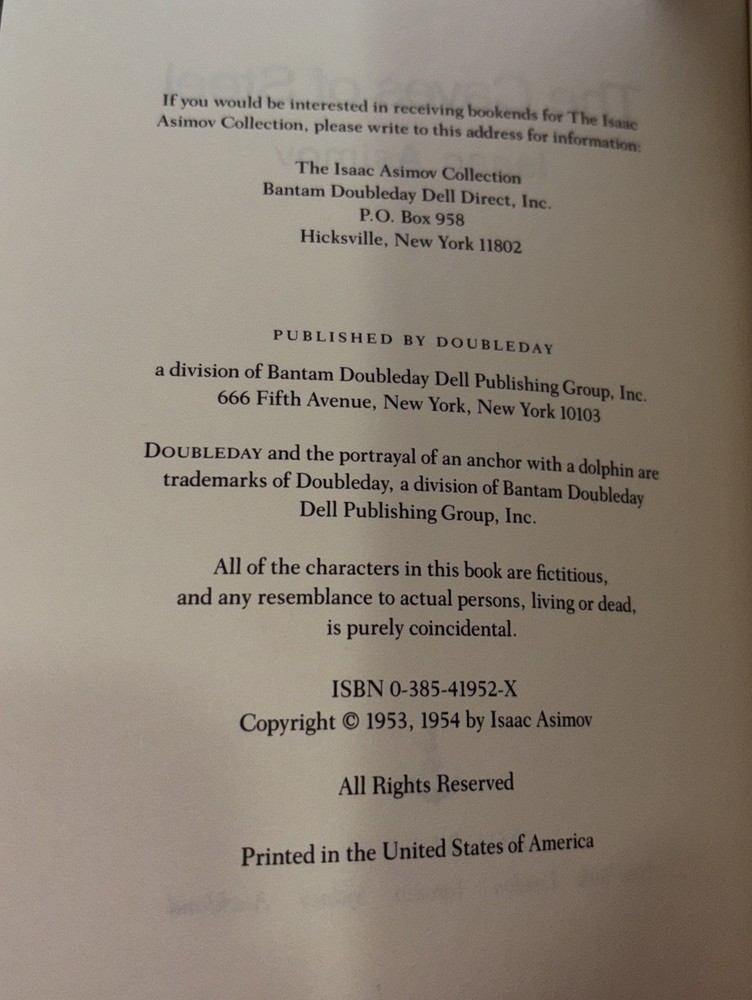 If you would be interested in receiving bookends for The Isaac
Asimov Collection, please write to this address for information:
The Isaac Asimov Collection
Bantam Doubleday Dell Direct, Inc.
P.O. Box 958
Hicksville, New York 11802
PUBLISHED BY DOUBLEDAY
a division of Bantam Doubleday Dell Publishing Group, Inc.
666 Fifth Avenue, New York, New York 10103
DOUBLEDAY and the portrayal of an anchor with a dolphin are
trademarks of Doubleday, a division of Bantam Doubleday
Dell Publishing Group, Inc.
All of the characters in this book are fictitious,
and any resemblance to actual persons, living or dead,
is purely coincidental.
ISBN 0-385-41952-X
Copyright © 1953, 1954 by Isaac Asimov
All Rights Reserved
Printed in the United States of America